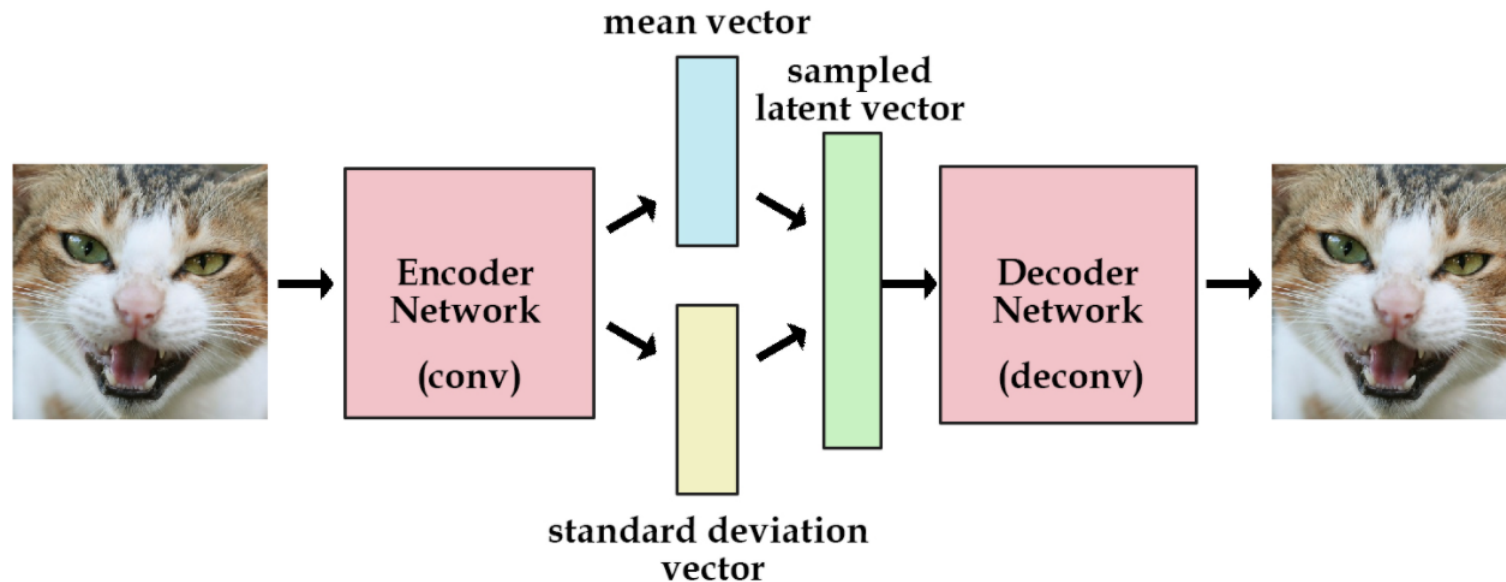 mean vector
sampled
latent vector
Encoder
Network
(conv)
Decoder
Network
(deconv)
standard deviation
vector